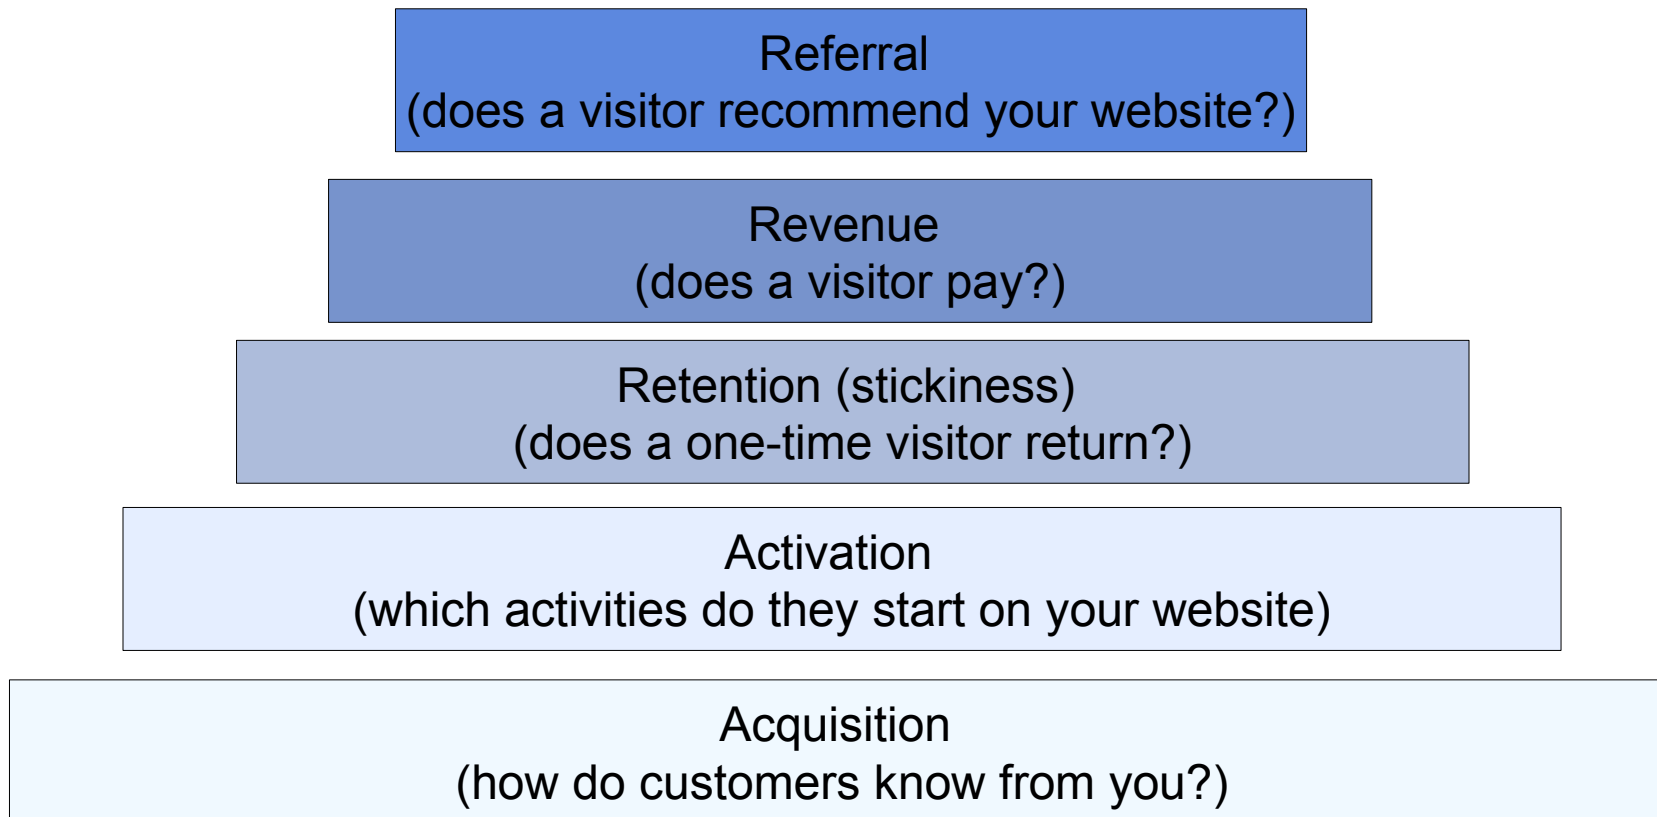 Referral
(does a visitor recommend your website?)
Revenue
(does a visitor pay?)
Retention (stickiness)
(does a one-time visitor return?)
Activation
(which activities do they start on your website)
Acquisition
(how do customers know from you?)